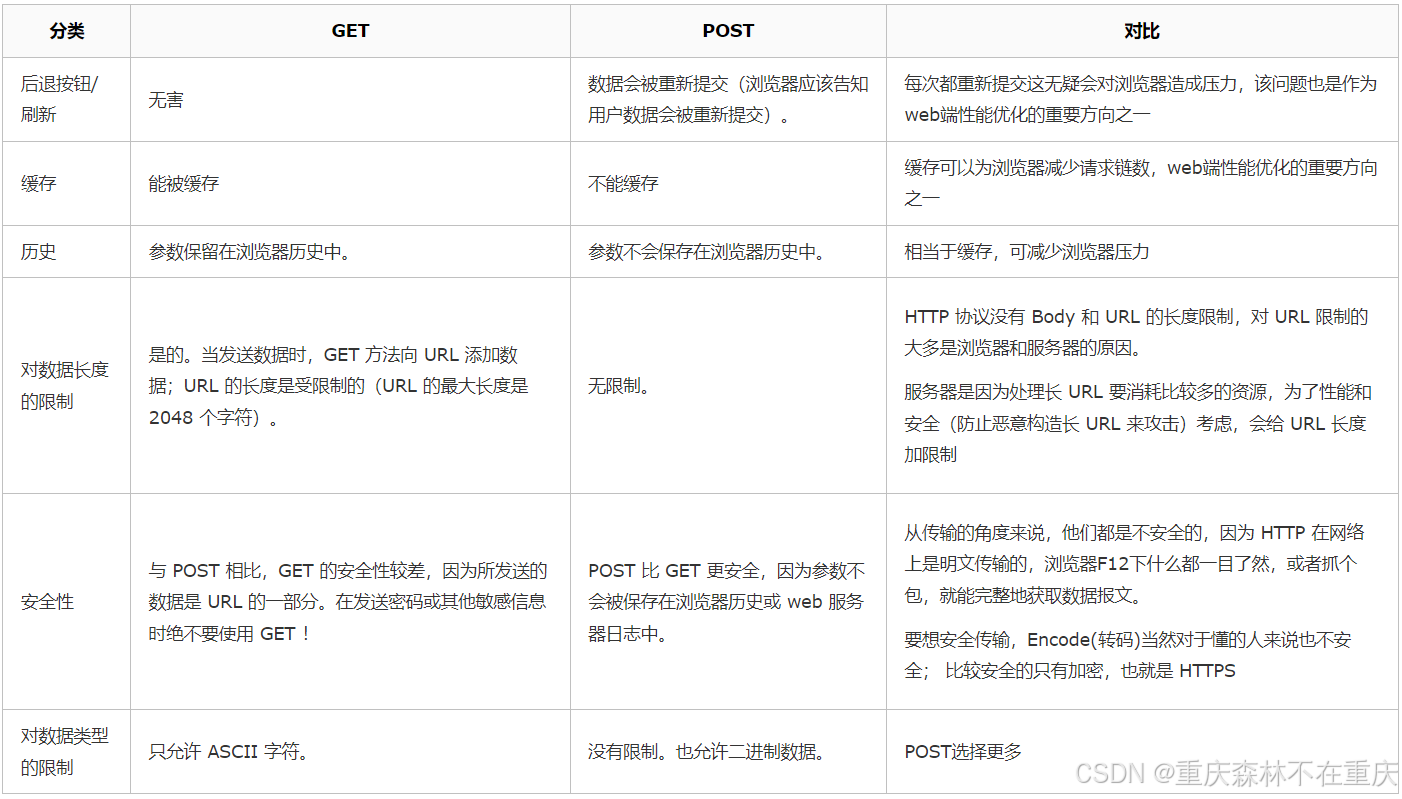 分类
GET
POST
对比
后退按钮/
刷新
无害
数据会被重新提交（浏览器应该告知
用户数据会被重新提交）。
每次都重新提交这无疑会对浏览器造成压力，该问题也是作为
web端性能优化的重要方向之一
缓存
能被缓存
不能缓存
缓存可以为浏览器减少请求链数，web端性能优化的重要方向
之一
历史
参数保留在浏览器历史中。
参数不会保存在浏览器历史中。
相当于缓存，可减少浏览器压力
对数据长度
的限制
是的。当发送数据时，GET 方法向 URL 添加数
据；URL 的长度是受限制的（URL 的最大长度是
2048 个字符）。
无限制。
HTTP 协议没有 Body 和 URL 的长度限制，对 URL 限制的
大多是浏览器和服务器的原因。
服务器是因为处理长 URL 要消耗比较多的资源，为了性能和
安全（防止恶意构造长 URL 来攻击）考虑，会给 URL 长度
加限制
安全性
与 POST 相比，GET 的安全性较差，因为所发送的
数据是 URL 的一部分。在发送密码或其他敏感信息
时绝不要使用 GET ！
POST 比 GET 更安全，因为参数不
会被保存在浏览器历史或 web 服务
器日志中。
从传输的角度来说，他们都是不安全的，因为 HTTP 在网络
上是明文传输的，浏览器F12下什么都一目了然，或者抓个
包，就能完整地获取数据报文。
要想安全传输，Encode(转码)当然对于懂的人来说也不安
全； 比较安全的只有加密，也就是 HTTPS
对数据类型
的限制
只允许 ASCII 字符。
没有限制。也允许二进制数据。
POST选择更多
CSDN @重庆森林不在重庆